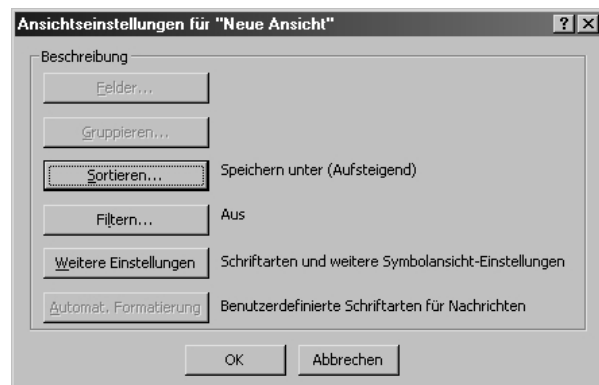 Ansichtseinstellungen für "Neue Ansicht"
Beschreibung
Felder...
Gruppieren...
Sortieren... Speichern unter (Aufsteigend)
Filtern... Aus
Weitere Einstellungen Schriftarten und weitere Symbolansicht-Einstellungen
Automat. Formatierung Benutzerdefinierte Schriftarten für Nachrichten
OK Abbrechen